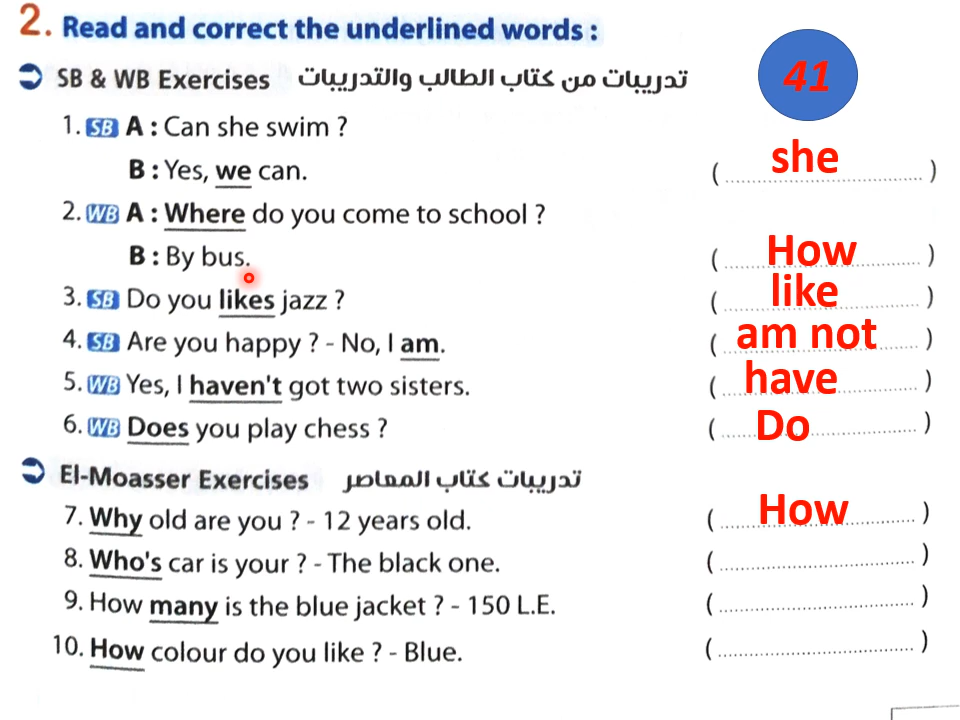 2. Read and correct the underlined words :
SB & WB Exercises تدريبات من كتاب الطالب والتدريبات
41
1. SB A : Can she swim ?
B : Yes, we can. (.....................) she
2. WB A : Where do you come to school ?
B : By bus. (.....................) How
3. SB Do you likes jazz ? (.....................) like
4. SB Are you happy ? - No, I am. (.....................) am not
5. WB Yes, I haven't got two sisters. (.....................) have
6. WB Does you play chess ? (.....................) Do
El-Moasser Exercises تدريبات كتاب المعاصر
7. Why old are you ? - 12 years old. (.....................) How
8. Who's car is your ? - The black one. (.....................)
9. How many is the blue jacket ? - 150 L.E. (.....................)
10. How colour do you like ? - Blue. (.....................)